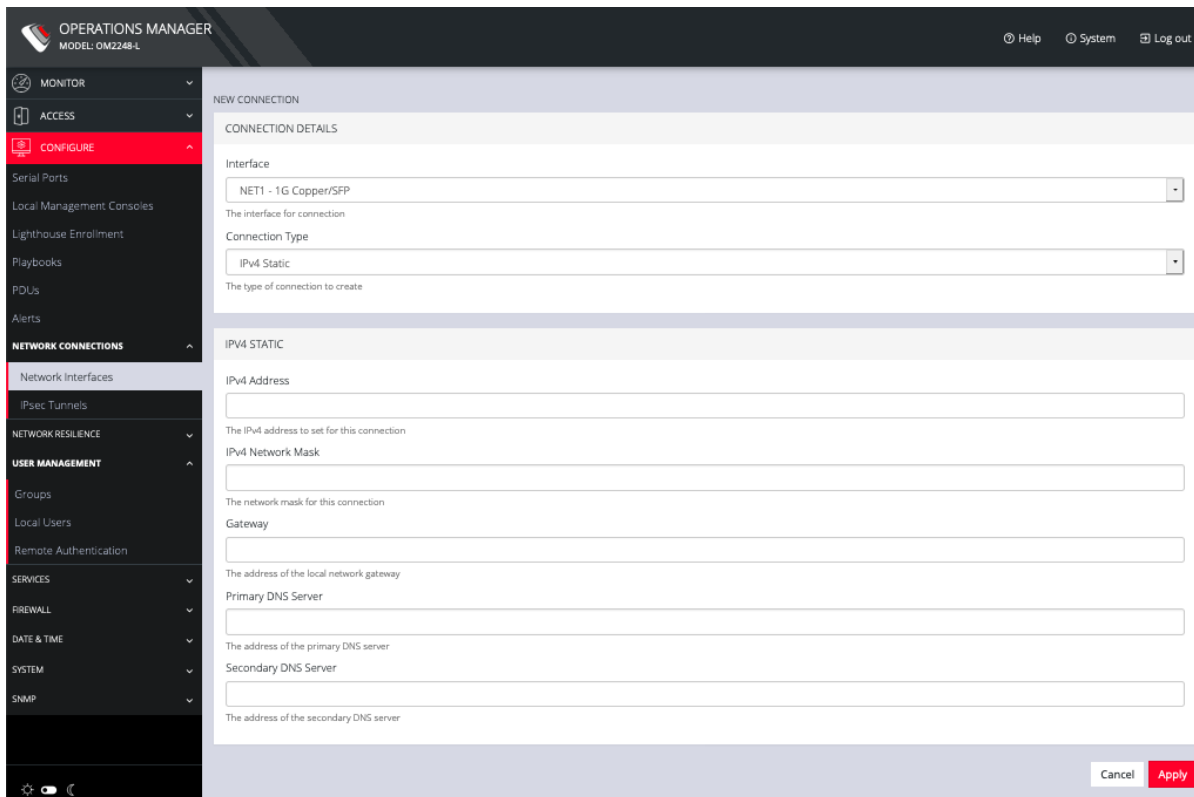 OPERATIONS MANAGER
MODEL: OM2248-L
Help
System
Log out
MONITOR
ACCESS
CONFIGURE
Serial Ports
Local Management Consoles
Lighthouse Enrollment
Playbooks
PDUs
Alerts
NETWORK CONNECTIONS
Network Interfaces
IPsec Tunnels
NETWORK RESILIENCE
USER MANAGEMENT
Groups
Local Users
Remote Authentication
SERVICES
FIREWALL
DATE & TIME
SYSTEM
SNMP
NEW CONNECTION
CONNECTION DETAILS
Interface
NET1 - 1G Copper/SFP
The interface for connection
Connection Type
IPv4 Static
The type of connection to create
IPV4 STATIC
IPv4 Address
The IPv4 address to set for this connection
IPv4 Network Mask
The network mask for this connection
Gateway
The address of the local network gateway
Primary DNS Server
The address of the primary DNS server
Secondary DNS Server
The address of the secondary DNS server
Cancel
Apply